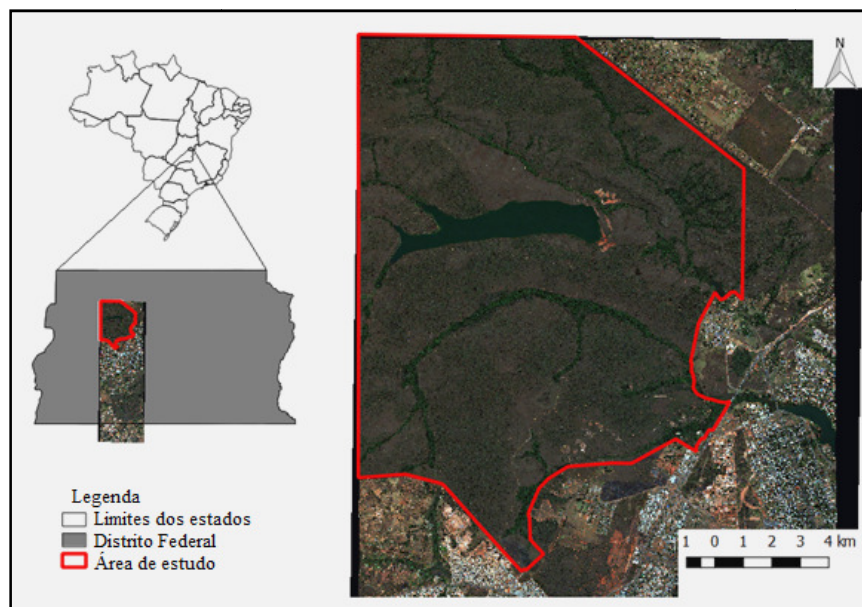 N
Legenda
Limites dos estados
Distrito Federal
Área de estudo
1 0 1 2 3 4 km